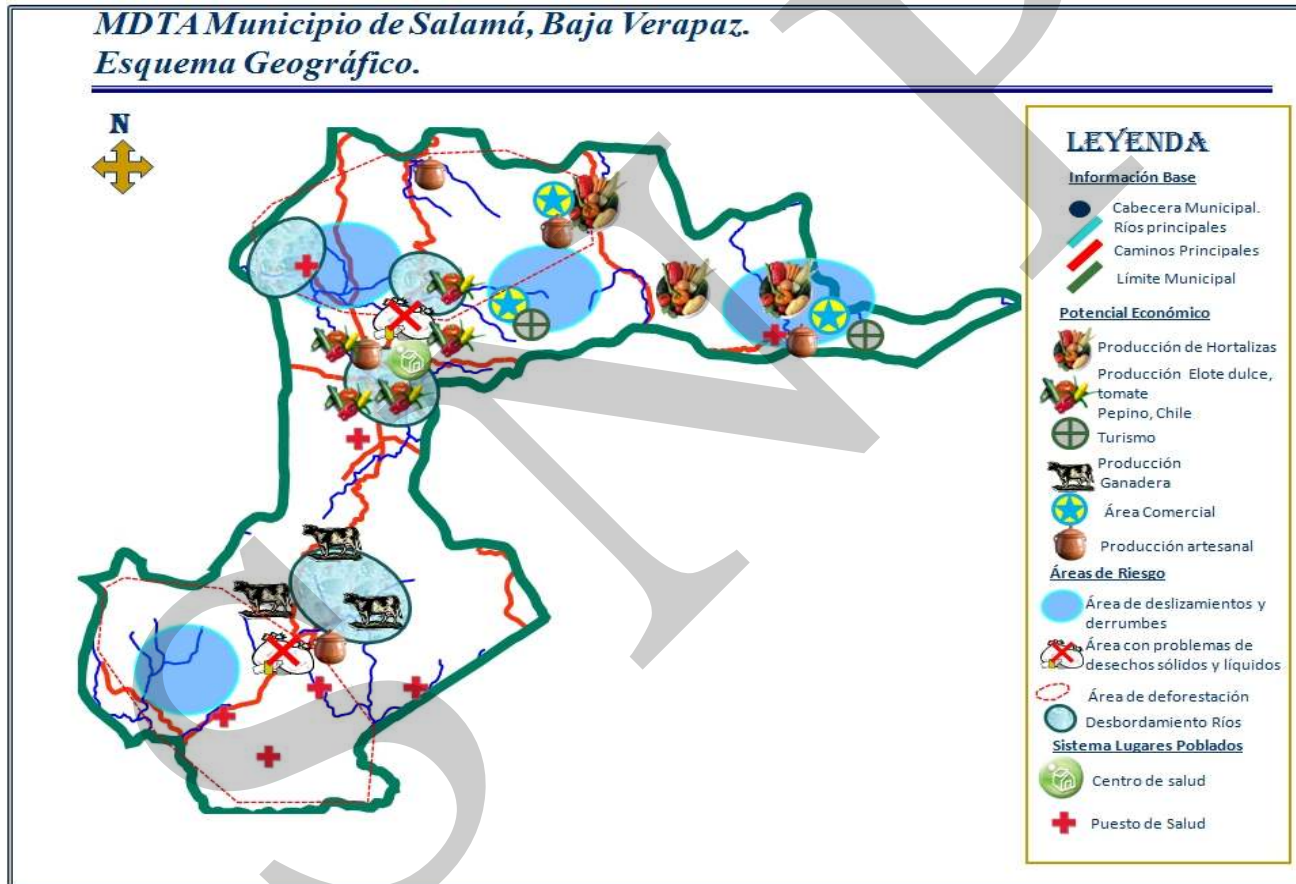 MDTA Municipio de Salamá, Baja Verapaz.
Esquema Geográfico.
N
LEYENDA
Información Base
Cabecera Municipal.
Ríos principales
Caminos Principales
Límite Municipal
Potencial Económico
Producción de Hortalizas
Producción Elote dulce,
tomate
Pepino, Chile
Turismo
Producción
Ganadera
Área Comercial
Producción artesanal
Áreas de Riesgo
Área de deslizamientos y
derrumbes
Área con problemas de
desechos sólidos y líquidos
Área de deforestación
Desbordamiento Ríos
Sistema Lugares Poblados
Centro de salud
Puesto de Salud